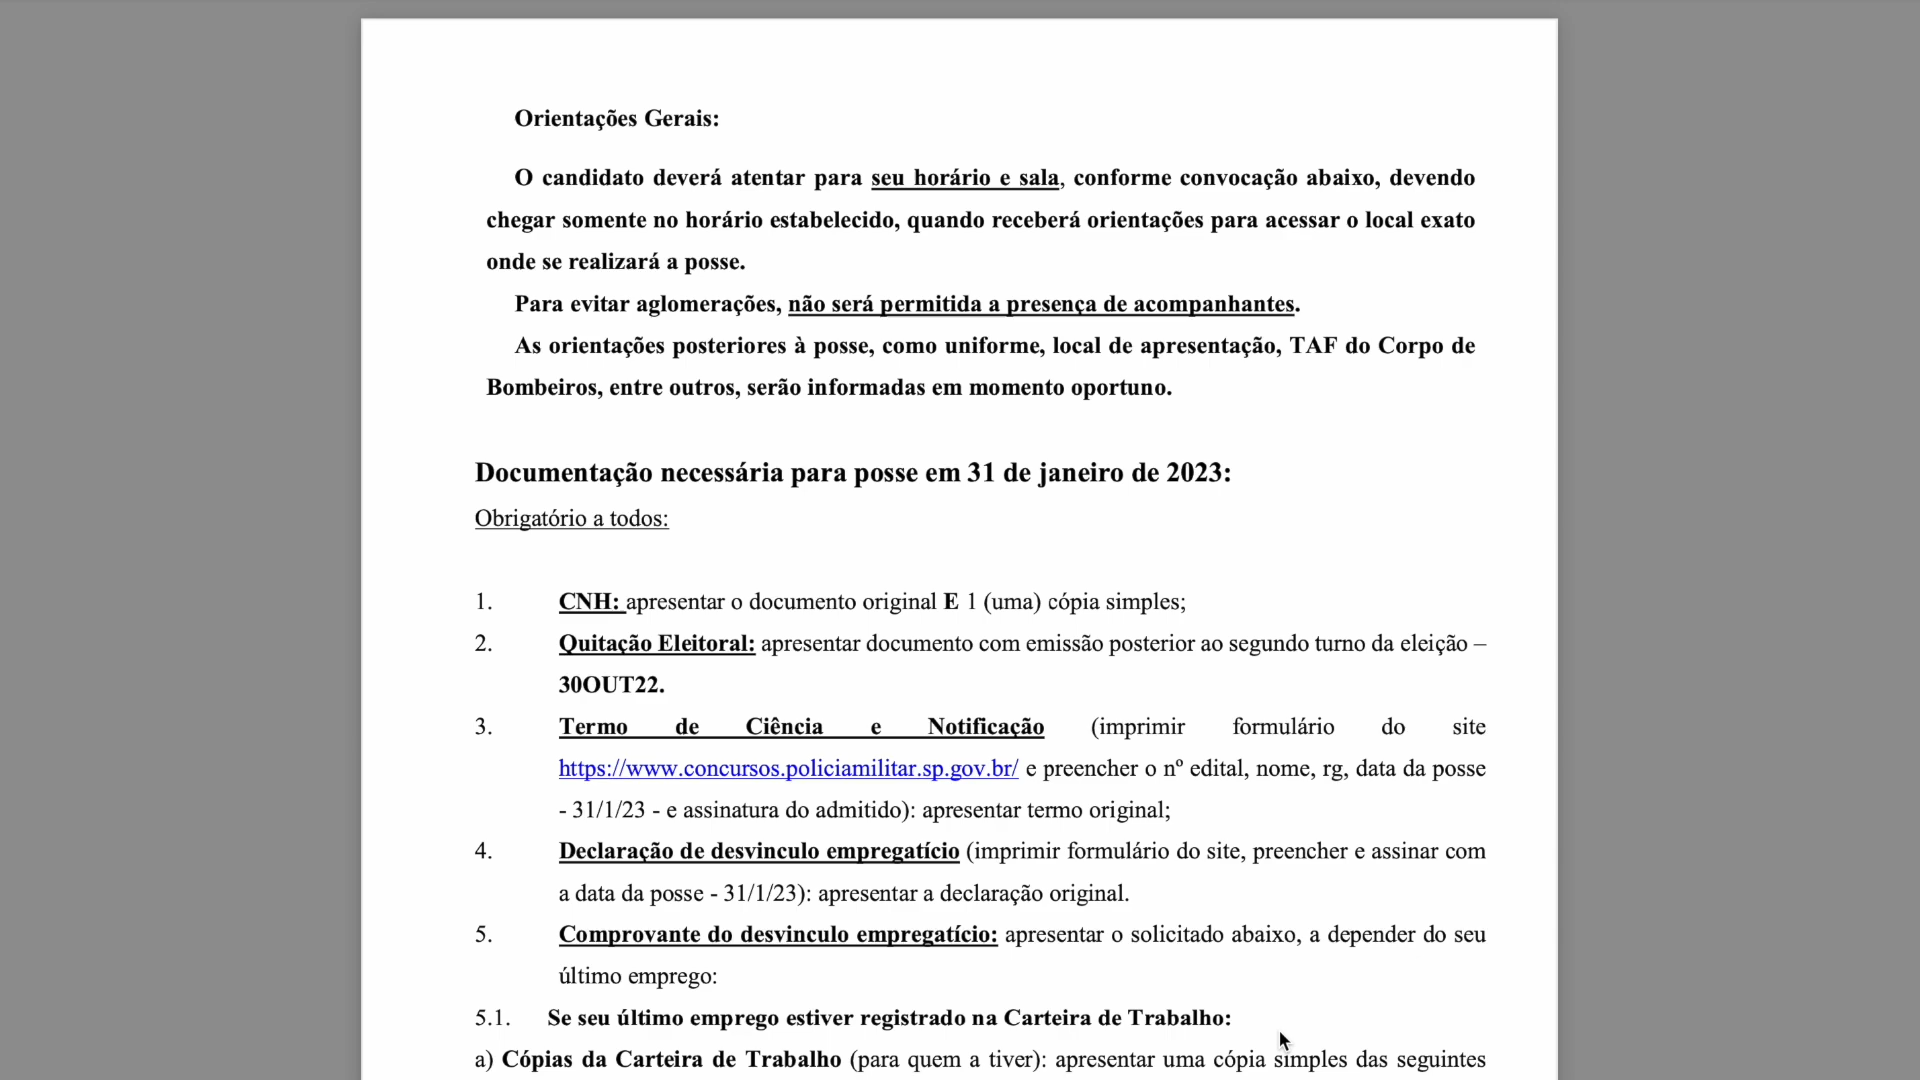 Orientações Gerais:
O candidato deverá atentar para seu horário e sala, conforme convocação abaixo, devendo
chegar somente no horário estabelecido, quando receberá orientações para acessar o local exato
onde se realizará a posse.
Para evitar aglomerações, não será permitida a presença de acompanhantes.
As orientações posteriores à posse, como uniforme, local de apresentação, TAF do Corpo de
Bombeiros, entre outros, serão informadas em momento oportuno.
Documentação necessária para posse em 31 de janeiro de 2023:
Obrigatório a todos:
1. CNH: apresentar o documento original E 1 (uma) cópia simples;
2. Quitação Eleitoral: apresentar documento com emissão posterior ao segundo turno da eleição –
30OUT22.
3. Termo de Ciência e Notificação (imprimir formulário do site
https://www.concursos.policiamilitar.sp.gov.br/ e preencher o nº edital, nome, rg, data da posse
- 31/1/23 - e assinatura do admitido): apresentar termo original;
4. Declaração de desvinculo empregatício (imprimir formulário do site, preencher e assinar com
a data da posse - 31/1/23): apresentar a declaração original.
5. Comprovante do desvinculo empregatício: apresentar o solicitado abaixo, a depender do seu
último emprego:
5.1. Se seu último emprego estiver registrado na Carteira de Trabalho:
a) Cópias da Carteira de Trabalho (para quem a tiver): apresentar uma cópia simples das seguintes